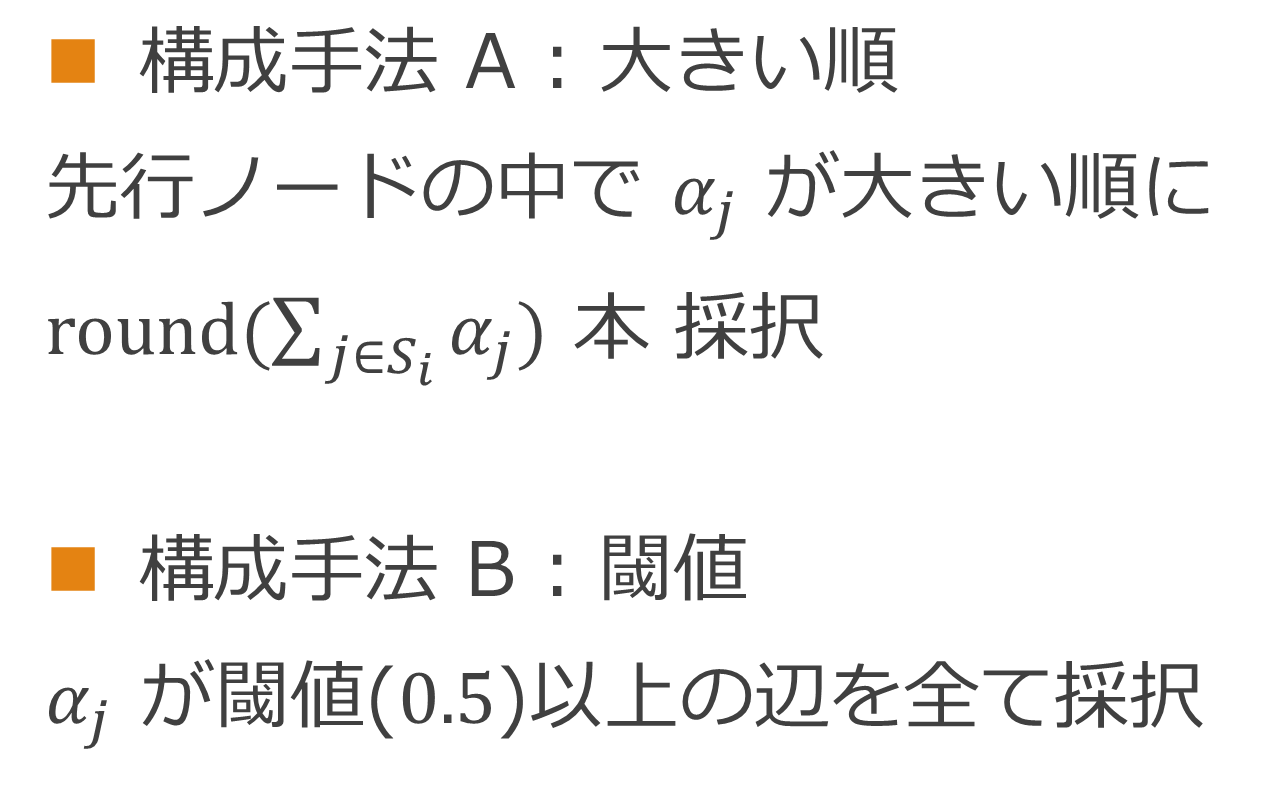 ■ 構成手法 A：大きい順
先行ノードの中で αⱼ が大きい順に
round(∑_{j∈S_i} αⱼ) 本 採択
■ 構成手法 B：閾値
αⱼ が閾値(0.5)以上の辺を全て採択